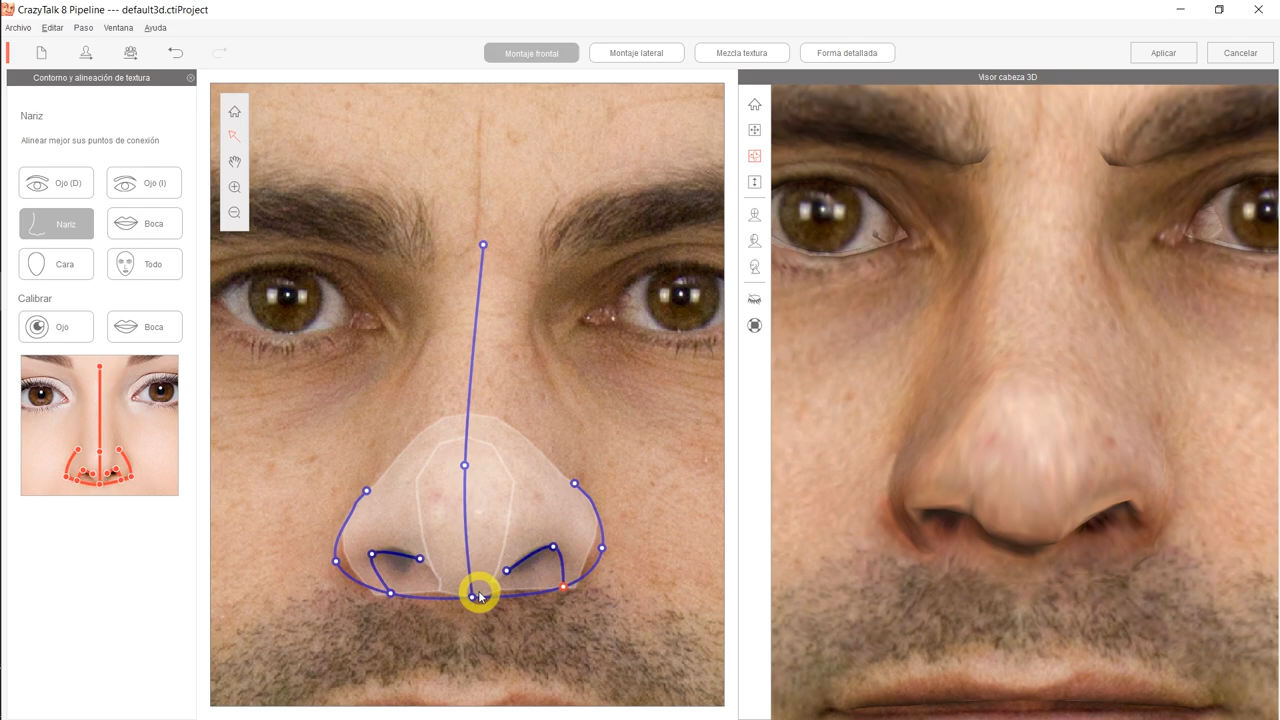 CrazyTalk 8 Pipeline --- default3d.ctiProject
Archivo Editar Paso Ventana Ayuda
Montaje frontal Montaje lateral Mezcla textura Forma detallada Aplicar Cancelar
Contorno y alineación de textura
Visor cabeza 3D
Nariz
Alinear mejor sus puntos de conexión
Ojo (D) Ojo (I)
Nariz Boca
Cara Todo
Calibrar
Ojo Boca